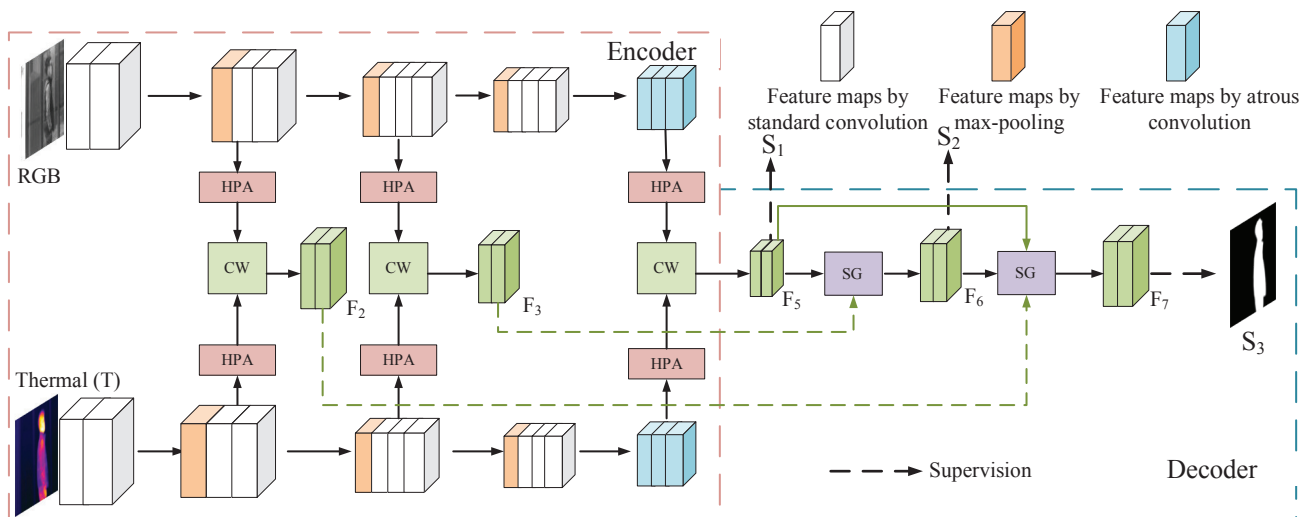 Encoder
Feature maps by
standard convolution
Feature maps by
max-pooling
Feature maps by atrous
convolution
RGB
S1
S2
HPA
HPA
HPA
CW
F2
CW
F3
CW
F5
SG
F6
SG
F7
S3
HPA
HPA
HPA
Thermal (T)
Supervision
Decoder